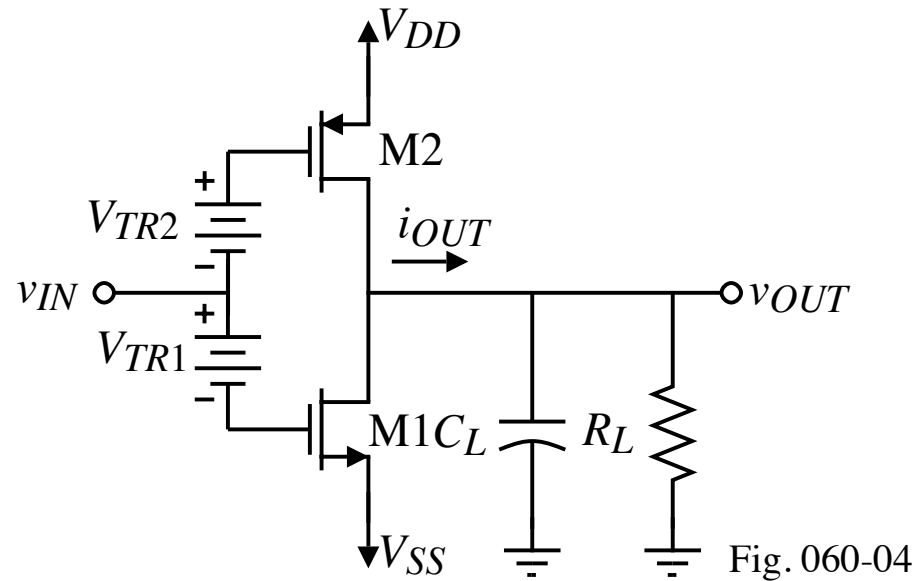 VDD
M2
VTR2
iOUT
vIN
vOUT
VTR1
M1
CL
RL
VSS
Fig. 060-04